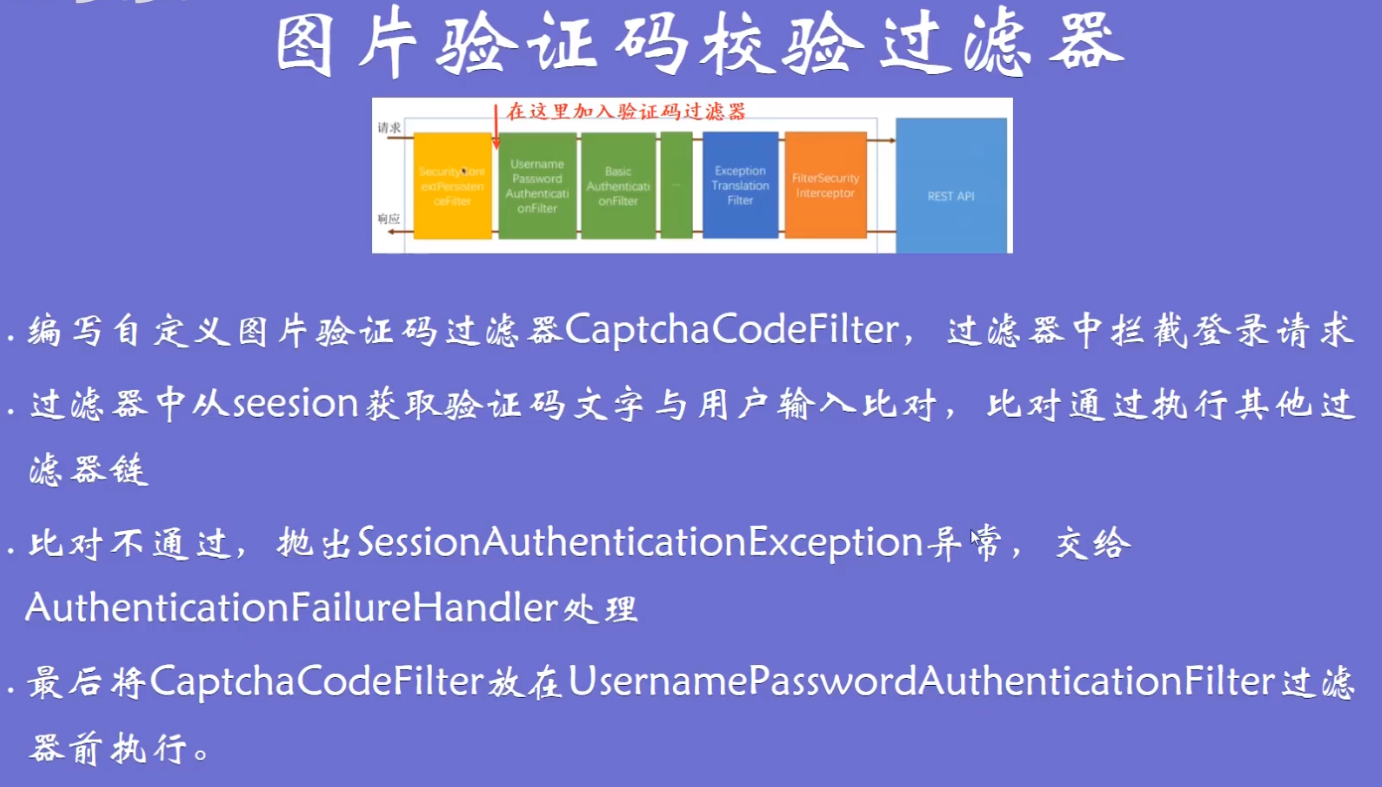 图片验证码校验过滤器
在这里加入验证码过滤器
请求
SecurityCont
extPersisten
ceFilter
Username
Password
Authenticati
onFilter
Basic
Authenticati
onFilter
...
Exception
Translation
Filter
FilterSecurity
Interceptor
REST API
响应
. 编写自定义图片验证码过滤器CaptchaCodeFilter，过滤器中拦截登录请求
. 过滤器中从seesion获取验证码文字与用户输入比对，比对通过执行其他过
滤器链
. 比对不通过，抛出SessionAuthenticationException异常，交给
AuthenticationFailureHandler处理
. 最后将CaptchaCodeFilter放在UsernamePasswordAuthenticationFilter过滤
器前执行。